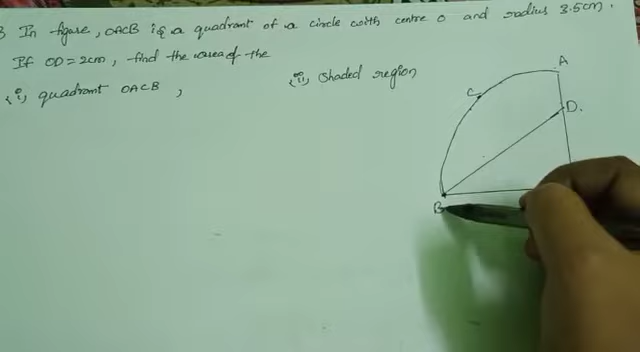 3 In figure, OACB is a quadrant of a circle with centre O and radius 3.5cm.
If OD = 2cm, find the area of the
(i) quadrant OACB,
(ii) shaded region
A
C
D.
B